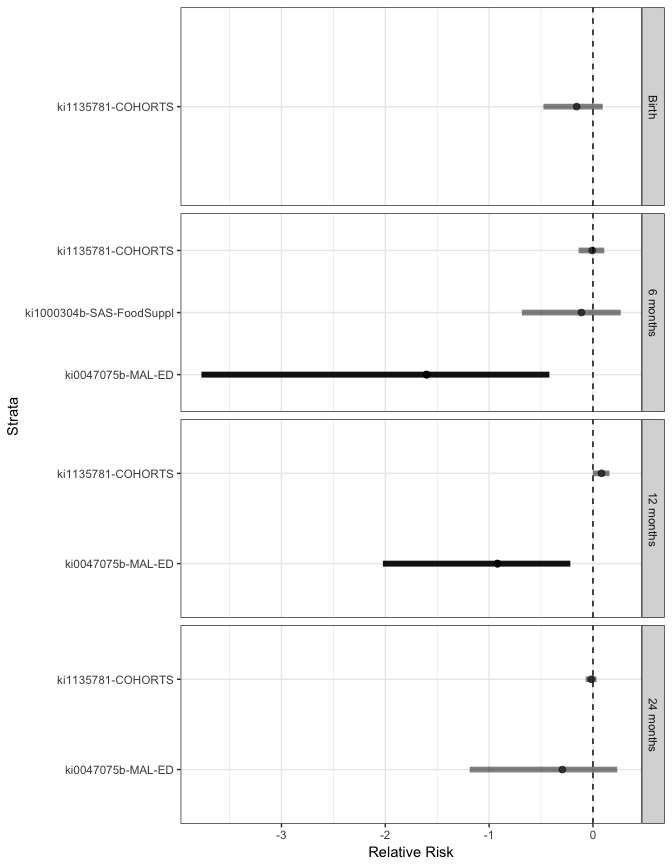 Birth
ki1135781-COHORTS
6 months
ki1135781-COHORTS
ki1000304b-SAS-FoodSuppl
ki0047075b-MAL-ED
Strata
12 months
ki1135781-COHORTS
ki0047075b-MAL-ED
24 months
ki1135781-COHORTS
ki0047075b-MAL-ED
-3 -2 -1 0
Relative Risk